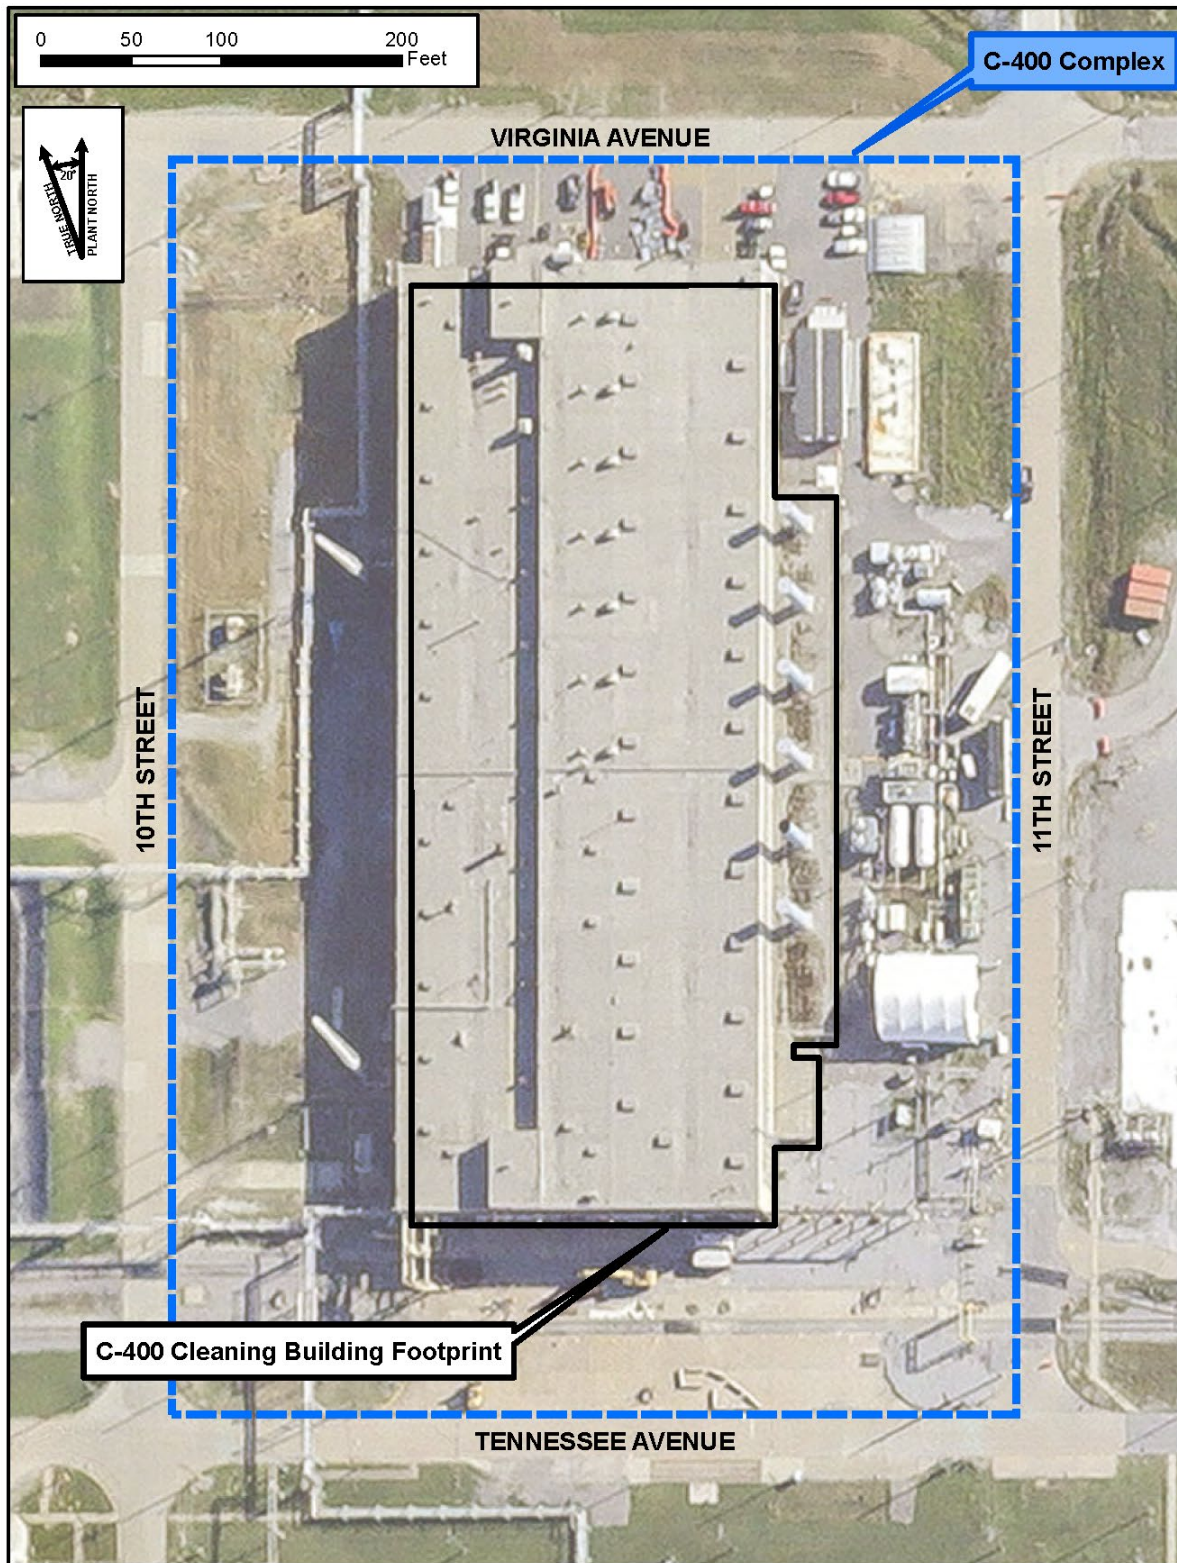 0 50 100 200
Feet
C-400 Complex
VIRGINIA AVENUE
20°
TRUE NORTH
PLANT NORTH
10TH STREET
11TH STREET
C-400 Cleaning Building Footprint
TENNESSEE AVENUE